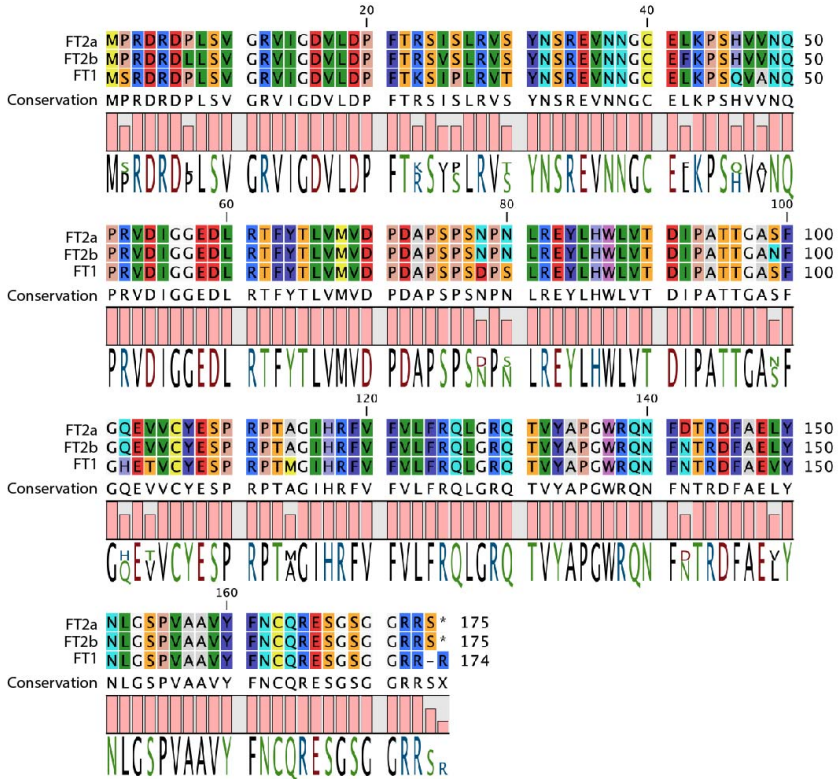 20 40
FT2a MPRDRDPLSV GRVIGDVLDP FTRSISLRVS YNSREVNNGC ELKPSHVVNQ 50
FT2b MPRDRDLLSV GRVIGDVLDP FTRSVSLRVS YNSREVNNGC EFKPSHVVNQ 50
FT1 MSRDRDPLSV GRVIGDVLDP FTKSIPLRVT YNSREVNNGC ELKPSQVANQ 50
Conservation MPRDRDPLSV GRVIGDVLDP FTRSISLRVS YNSREVNNGC ELKPSHVVNQ
60 80 100
FT2a PRVDIGGEDL RTFYTLVMVD PDAPSPSNPN LREYLHWLVT DIPATTGASF 100
FT2b PRVDIGGEDL RTFYTLVMVD PDAPSPSNPN LREYLHWLVT DIPATTGANF 100
FT1 PRVDIGGEDL RTFYTLVMVD PDAPSPSDPS LREYLHWLVT DIPATTGASF 100
Conservation PRVDIGGEDL RTFYTLVMVD PDAPSPSNPN LREYLHWLVT DIPATTGASF
120 140
FT2a GQEVVCYESP RPTAGIHRFV FVLFRQLGRQ TVYAPGWRQN FDTRDFAELY 150
FT2b GQEVVCYESP RPTAGIHRFV FVLFRQLGRQ TVYAPGWRQN FNTRDFAELY 150
FT1 GHETVCYESP RPTMGIHRFV FVLFRQLGRQ TVYAPGWRQN FNTRDFAEVY 150
Conservation GQEVVCYESP RPTAGIHRFV FVLFRQLGRQ TVYAPGWRQN FNTRDFAELY
160
FT2a NLGSPVAAVY FNCQRESGSG GRRS* 175
FT2b NLGSPVAAVY FNCQRESGSG GRRS* 175
FT1 NLGSPVAAVY FNCQRESGSG GRR-R 174
Conservation NLGSPVAAVY FNCQRESGSG GRRSX
NLGSPVAAVY FNCQRESGSG GRRSR